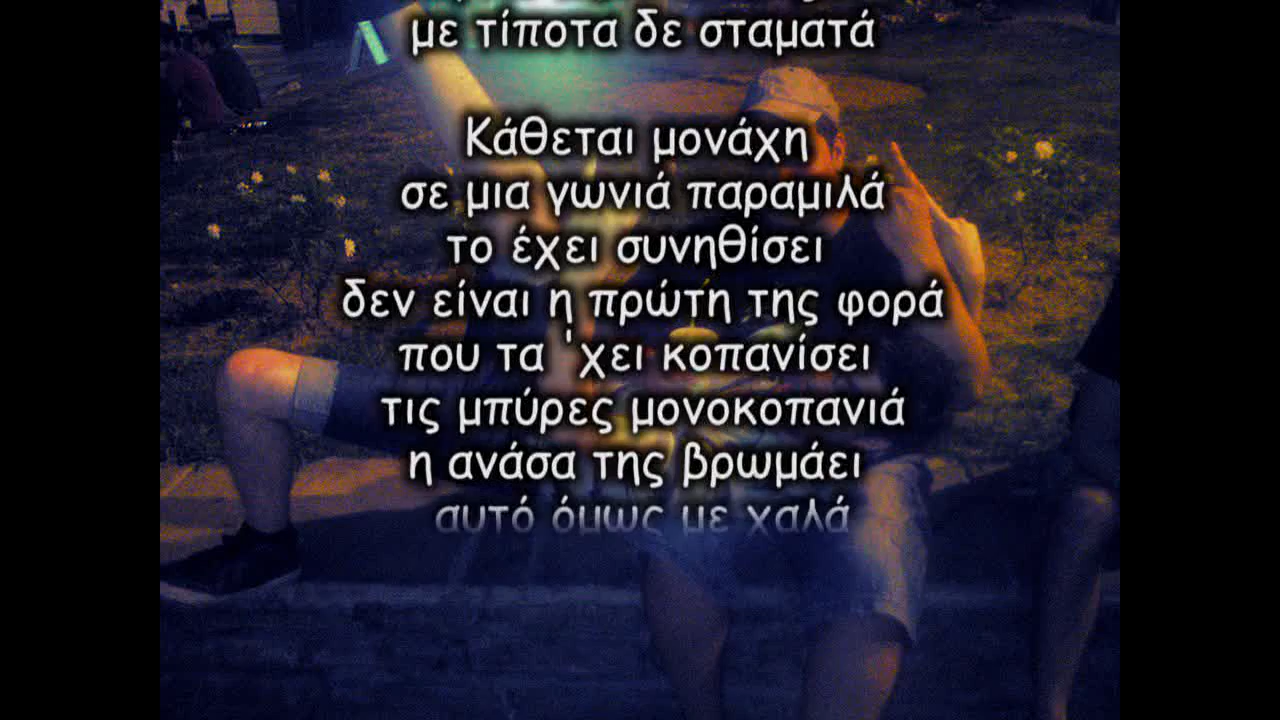 με τίποτα δε σταματά
Κάθεται μονάχη
σε μια γωνιά παραμιλά
το έχει συνηθίσει
δεν είναι η πρώτη της φορά
που τα 'χει κοπανίσει
τις μπύρες μονοκοπανιά
η ανάσα της βρωμάει
αυτό όμως με χαλά